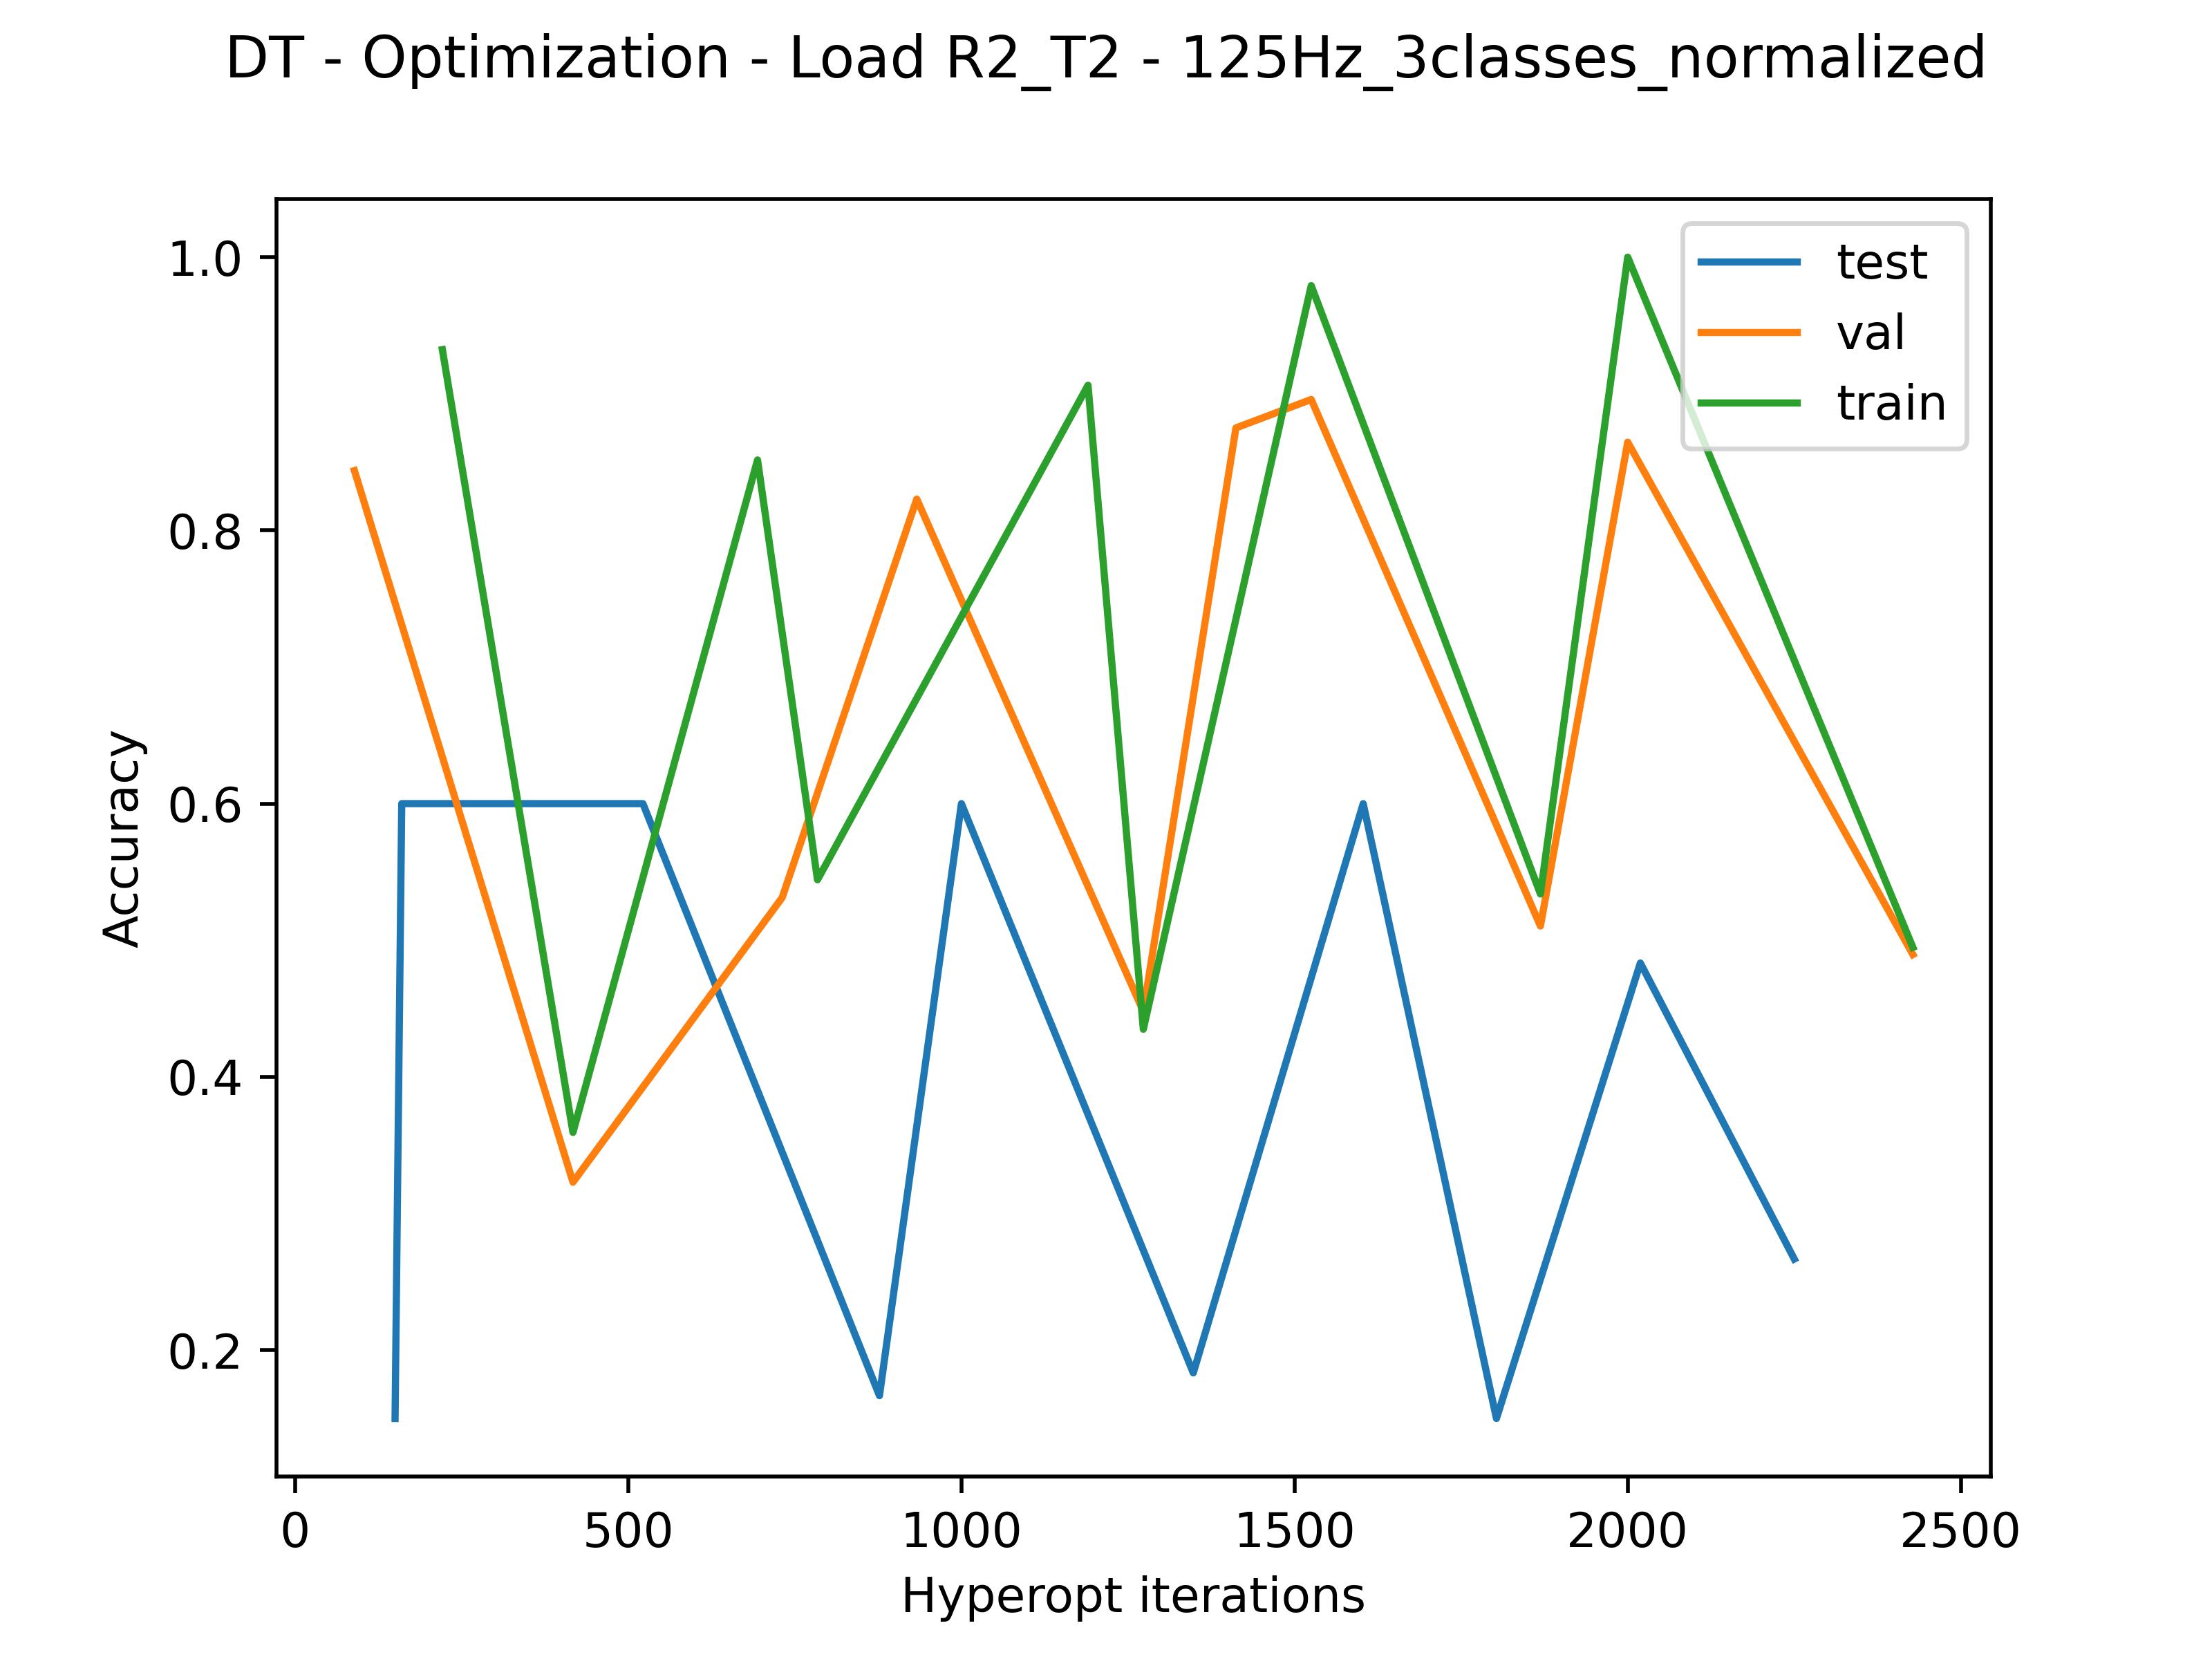 DT - Optimization - Load R2_T2 - 125Hz_3classes_normalized
test
val
train
1.0
0.8
0.6
0.4
0.2
Accuracy
0 500 1000 1500 2000 2500
Hyperopt iterations